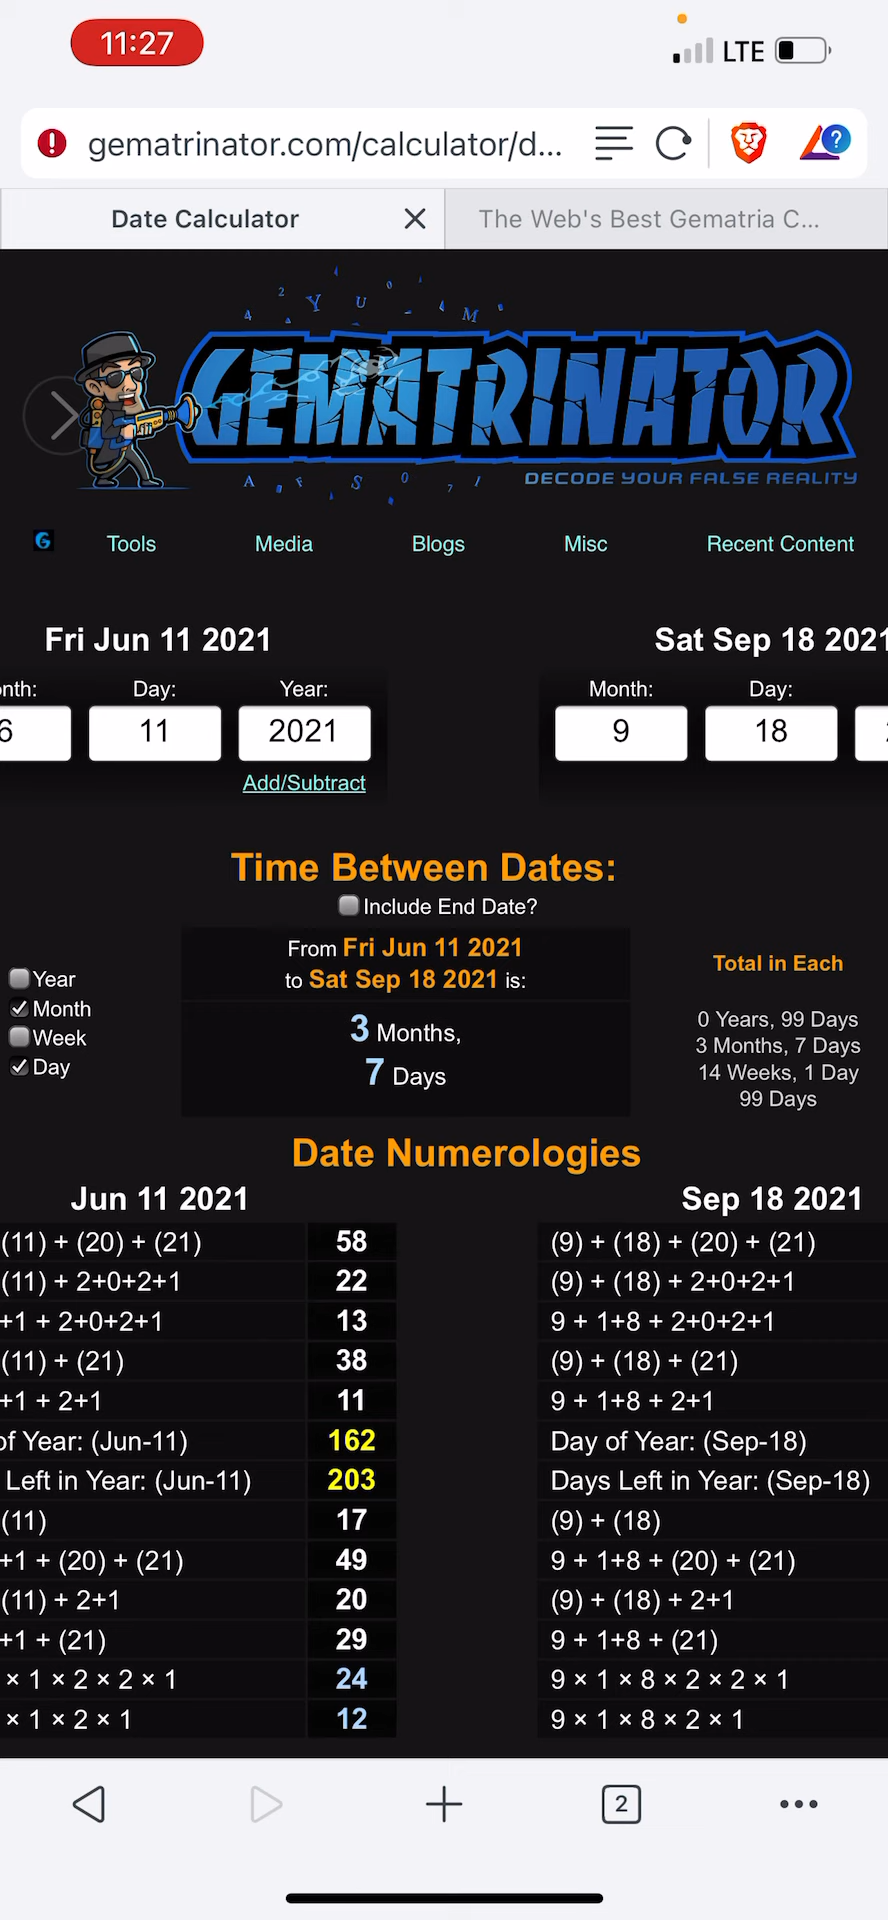 11:27
LTE
gematrinator.com/calculator/d...
Date Calculator
The Web's Best Gematria C...
GEMATRINATOR
DECODE YOUR FALSE REALITY
Tools Media Blogs Misc Recent Content
Fri Jun 11 2021 Sat Sep 18 2021
nth: Day: Year: Month: Day:
6 11 2021 9 18
Add/Subtract
Time Between Dates:
Include End Date?
From Fri Jun 11 2021
to Sat Sep 18 2021 is:
3 Months,
7 Days
Year
Month
Week
Day
Total in Each
0 Years, 99 Days
3 Months, 7 Days
14 Weeks, 1 Day
99 Days
Date Numerologies
Jun 11 2021 Sep 18 2021
(11) + (20) + (21) 58 (9) + (18) + (20) + (21)
(11) + 2+0+2+1 22 (9) + (18) + 2+0+2+1
+1 + 2+0+2+1 13 9 + 1+8 + 2+0+2+1
(11) + (21) 38 (9) + (18) + (21)
+1 + 2+1 11 9 + 1+8 + 2+1
of Year: (Jun-11) 162 Day of Year: (Sep-18)
Left in Year: (Jun-11) 203 Days Left in Year: (Sep-18)
(11) 17 (9) + (18)
+1 + (20) + (21) 49 9 + 1+8 + (20) + (21)
(11) + 2+1 20 (9) + (18) + 2+1
+1 + (21) 29 9 + 1+8 + (21)
× 1 × 2 × 2 × 1 24 9 × 1 × 8 × 2 × 2 × 1
× 1 × 2 × 1 12 9 × 1 × 8 × 2 × 1
2